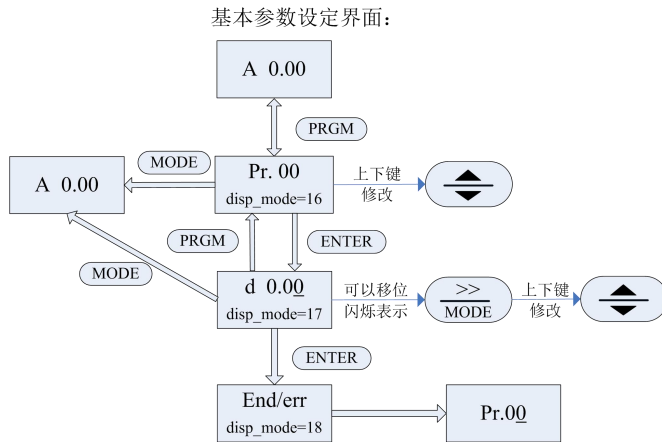 基本参数设定界面：
A 0.00
PRGM
A 0.00
MODE
Pr. 00
disp_mode=16
上下键
修改
PRGM
ENTER
MODE
d 0.00
disp_mode=17
可以移位
闪烁表示
>>
MODE
上下键
修改
ENTER
End/err
disp_mode=18
Pr.00